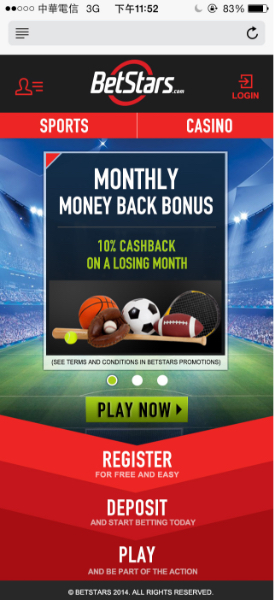 中華電信 3G 下午11:52 83%
BetStars.com
LOGIN
SPORTS CASINO
MONTHLY
MONEY BACK BONUS
10% CASHBACK
ON A LOSING MONTH
(SEE TERMS AND CONDITIONS IN BETSTARS PROMOTIONS)
PLAY NOW
REGISTER
FOR FREE AND EASY
DEPOSIT
AND START BETTING TODAY
PLAY
AND BE PART OF THE ACTION
© BETSTARS 2014. ALL RIGHTS RESERVED.